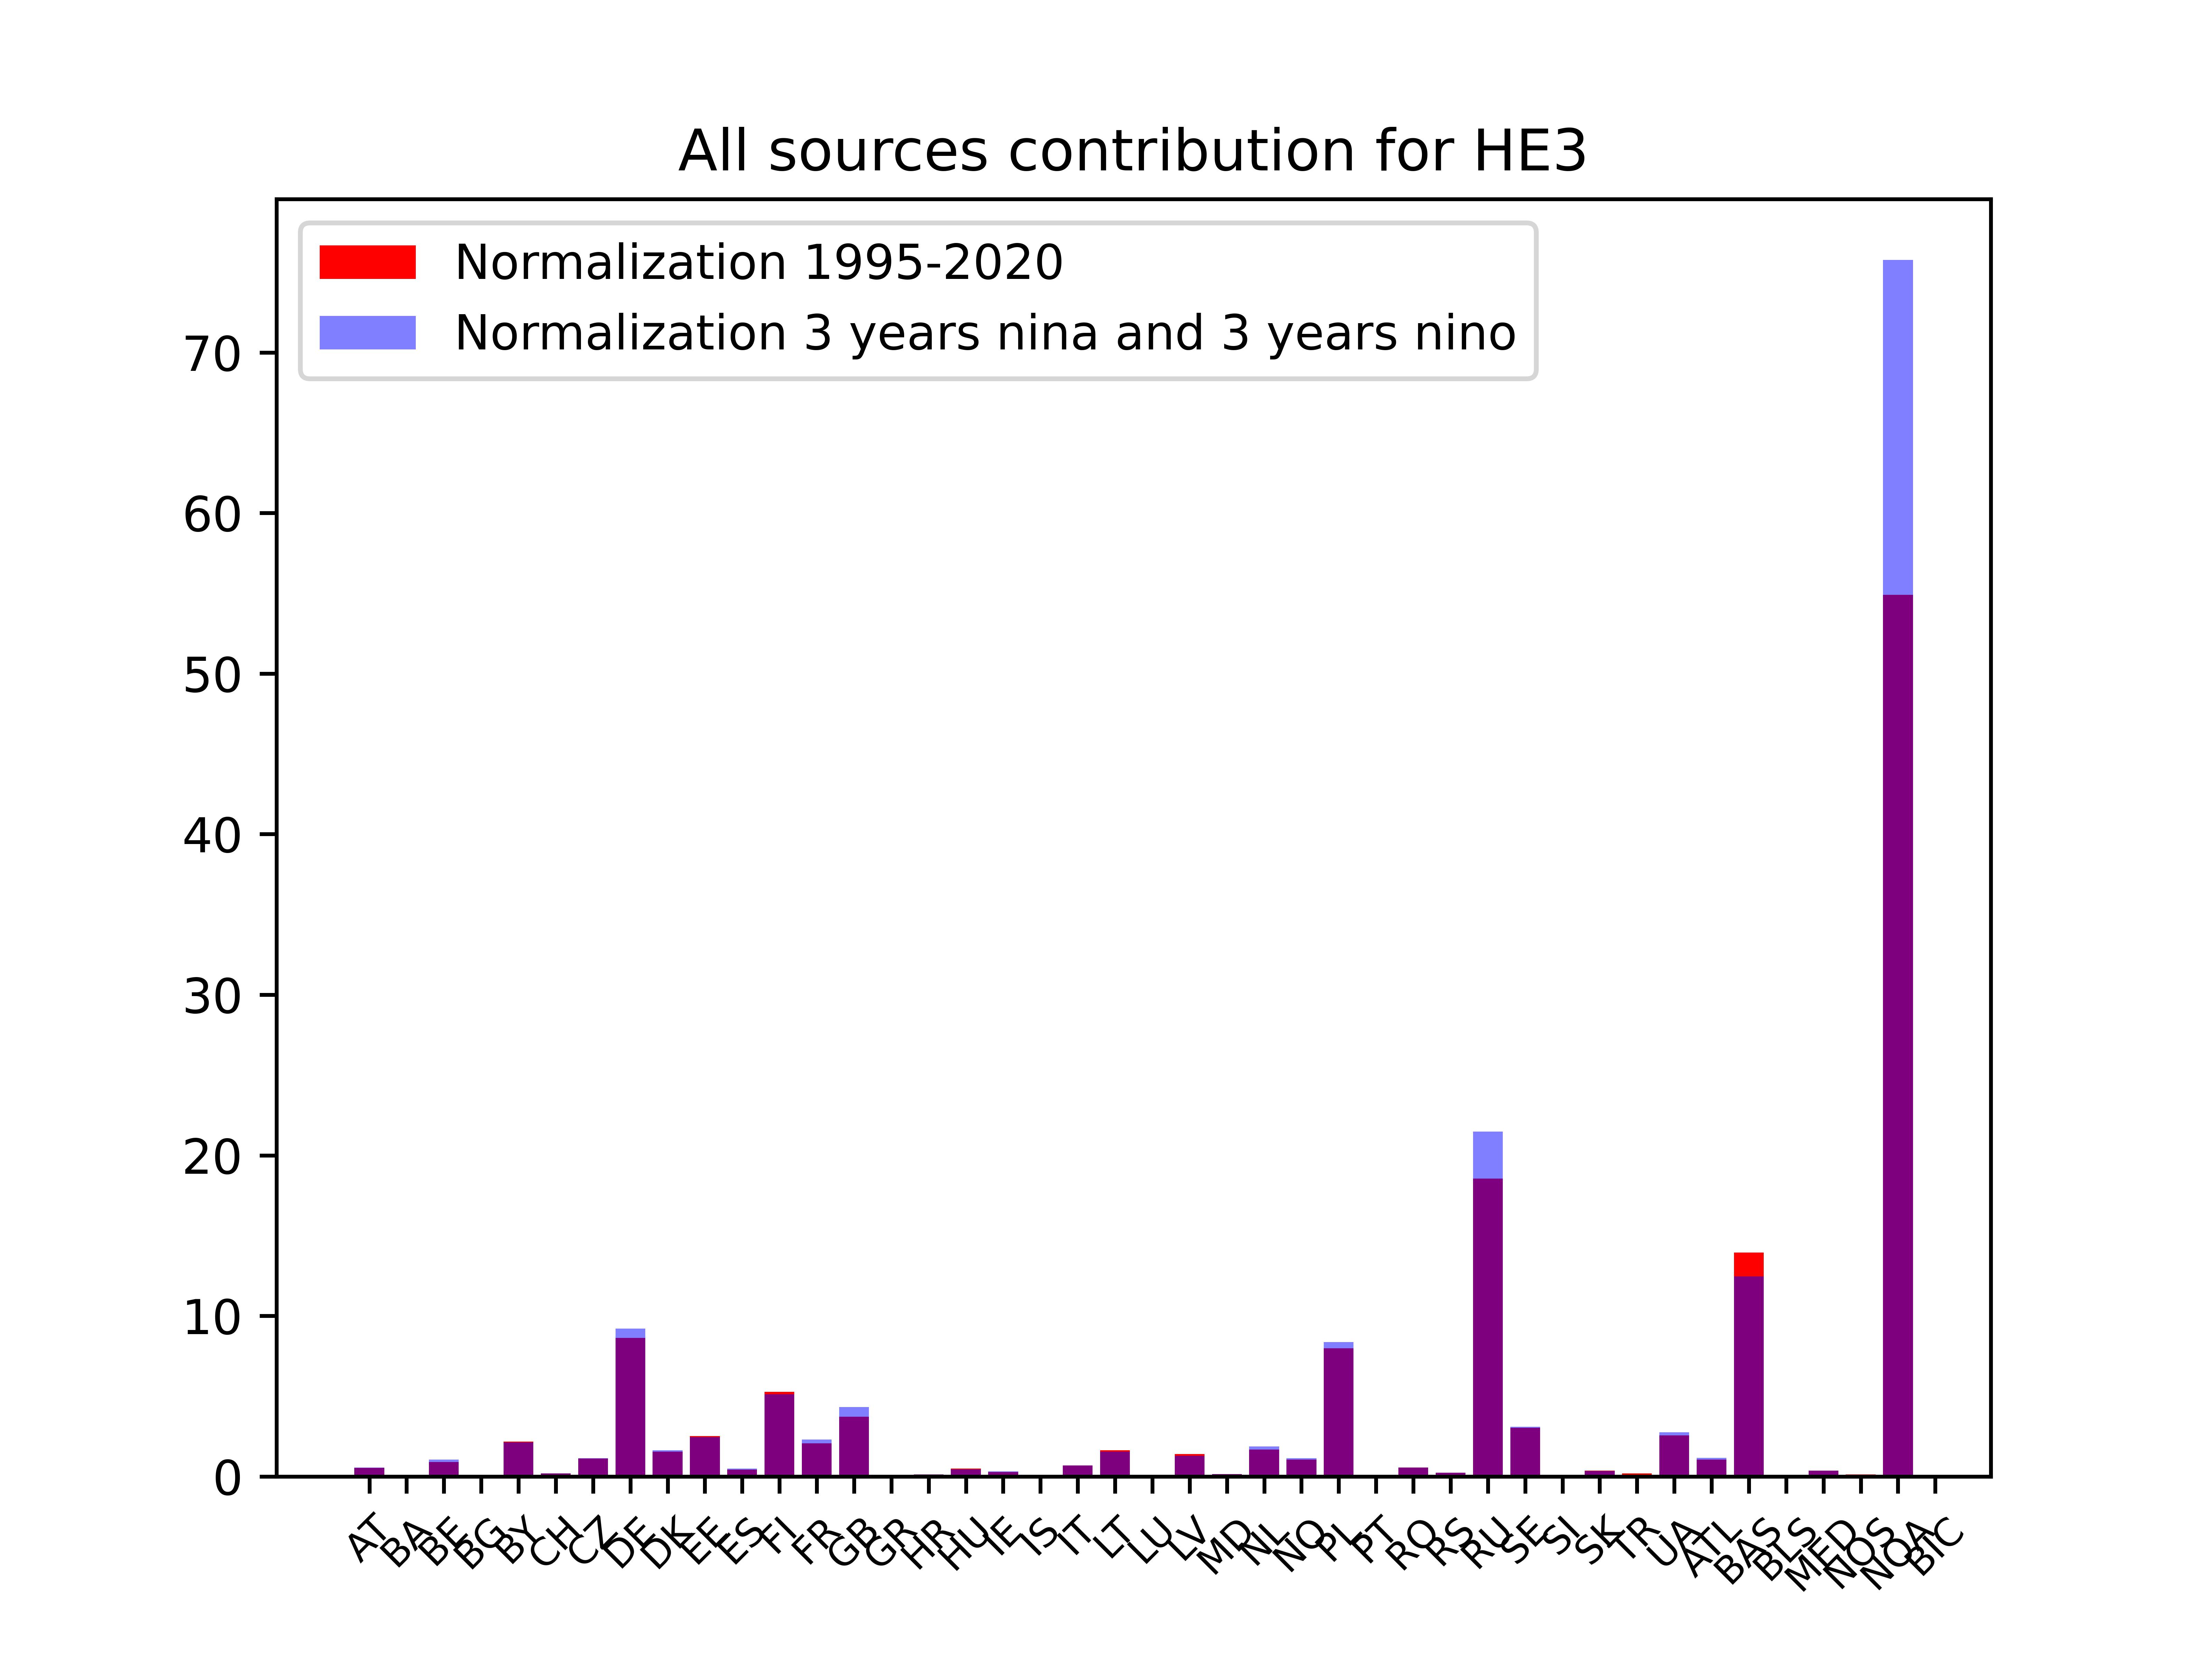 All sources contribution for HE3
Normalization 1995-2020
Normalization 3 years nina and 3 years nino
70
60
50
40
30
20
10
0
AT BA BE BG BY CH CZ DE DK EE ES FI FR GB GR HR HU IE IS IT LT LU LV MD NL NO PL PT RO RS RU SE SI SK TR UA ATL BAS BLS MED NOS NOA BIC